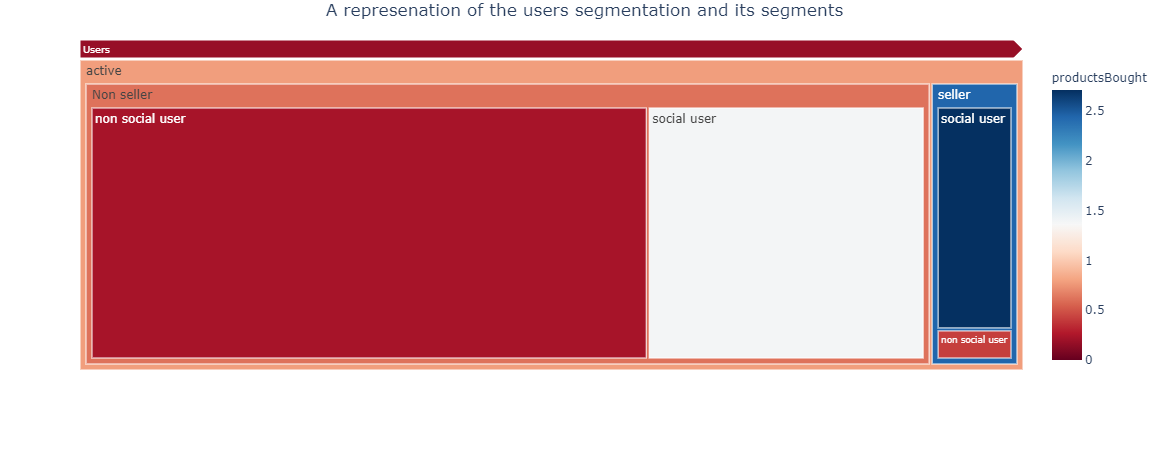 A represenation of the users segmentation and its segments
Users
active
Non seller
seller
non social user
social user
social user
non social user
productsBought
2.5
2
1.5
1
0.5
0